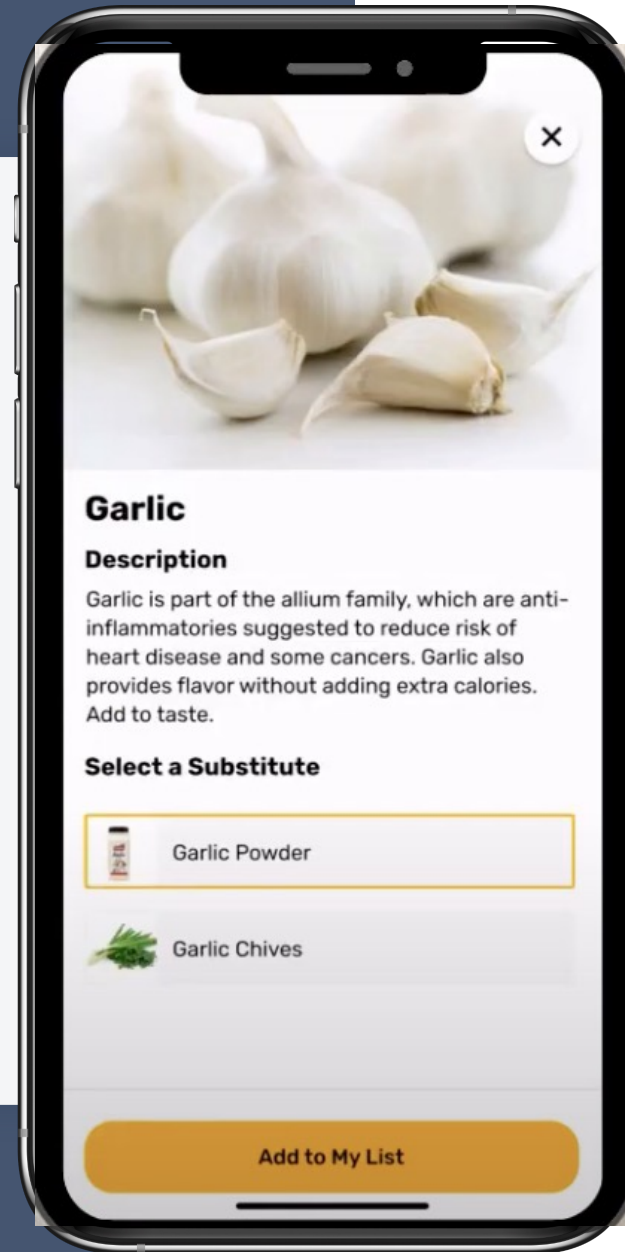 Garlic
Description
Garlic is part of the allium family, which are anti-
inflammatories suggested to reduce risk of
heart disease and some cancers. Garlic also
provides flavor without adding extra calories.
Add to taste.
Select a Substitute
Garlic Powder
Garlic Chives
Add to My List